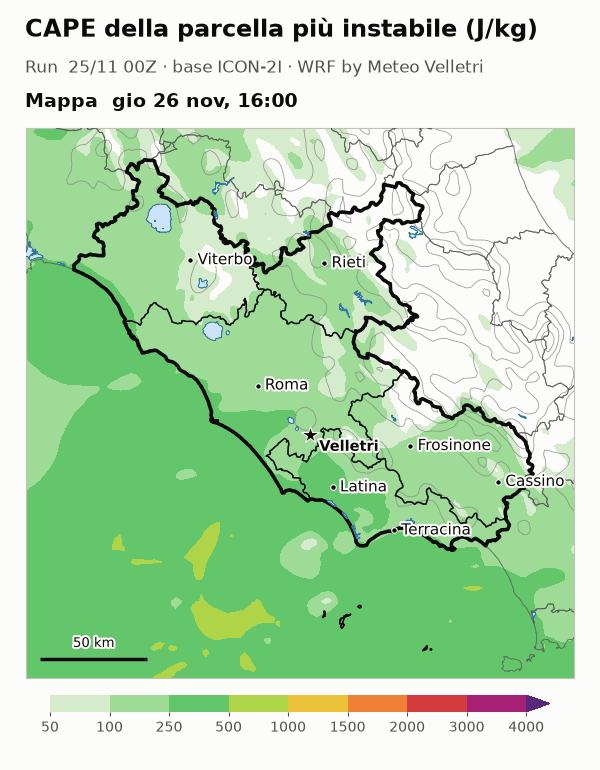 CAPE della parcella più instabile (J/kg)
Run 25/11 00Z · base ICON-2I · WRF by Meteo Velletri
Mappa gio 26 nov, 16:00
Viterbo
Rieti
Roma
Velletri
Frosinone
Latina
Cassino
Terracina
50 km
50 100 250 500 1000 1500 2000 3000 4000